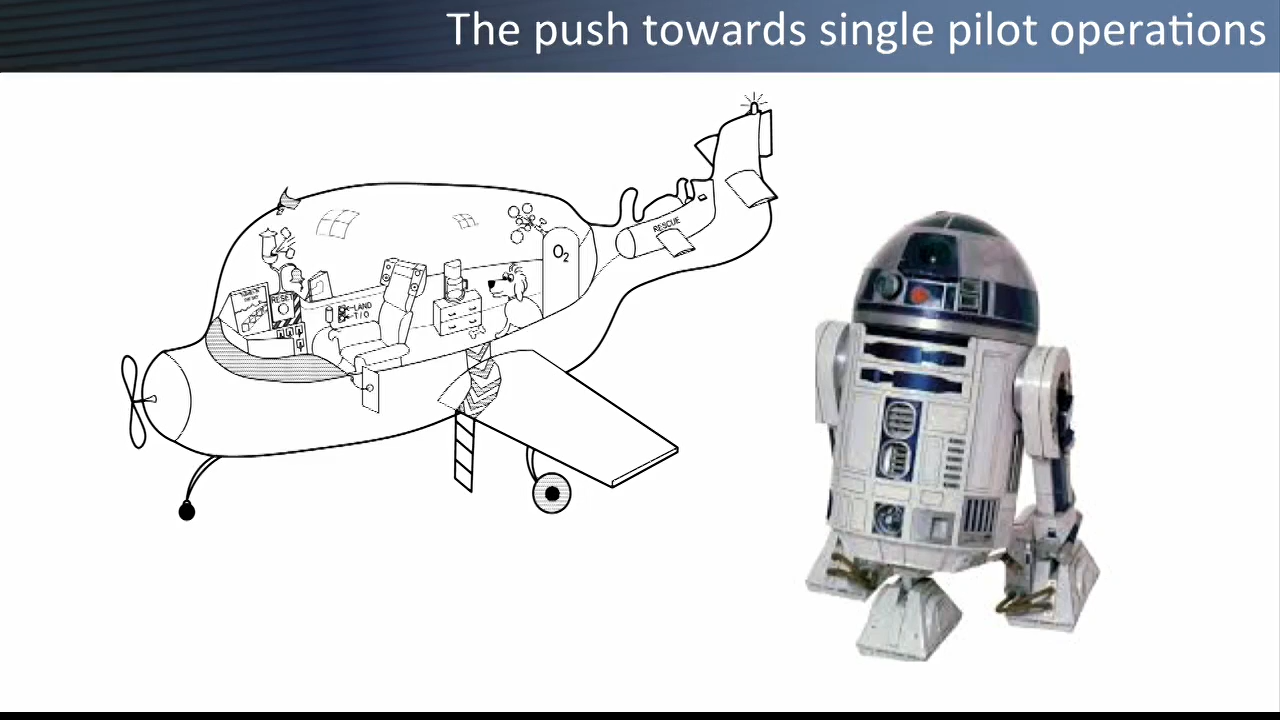 The push towards single pilot operations
RESCUE
O2
RESET
LAND
T/O